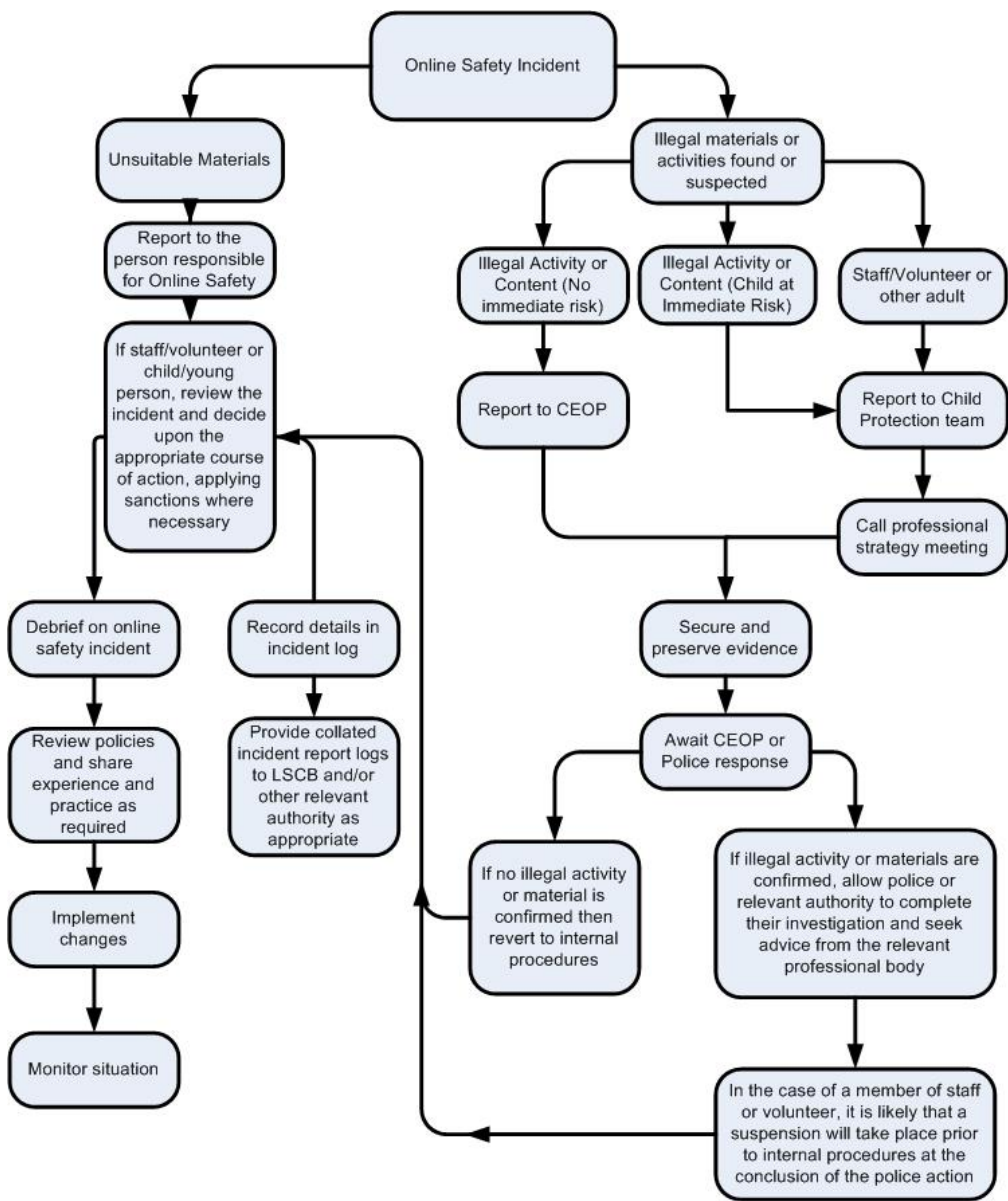 Online Safety Incident
Unsuitable Materials
Illegal materials or
activities found or
suspected
Report to the
person responsible
for Online Safety
Illegal Activity or
Content (No
immediate risk)
Illegal Activity or
Content (Child at
Immediate Risk)
Staff/Volunteer or
other adult
If staff/volunteer or
child/young
person, review the
incident and decide
upon the
appropriate course
of action, applying
sanctions where
necessary
Report to CEOP
Report to Child
Protection team
Call professional
strategy meeting
Debrief on online
safety incident
Record details in
incident log
Secure and
preserve evidence
Review policies
and share
experience and
practice as
required
Provide collated
incident report logs
to LSCB and/or
other relevant
authority as
appropriate
Await CEOP or
Police response
If no illegal activity
or material is
confirmed then
revert to internal
procedures
If illegal activity or materials are
confirmed, allow police or
relevant authority to complete
their investigation and seek
advice from the relevant
professional body
Implement
changes
Monitor situation
In the case of a member of staff
or volunteer, it is likely that a
suspension will take place prior
to internal procedures at the
conclusion of the police action